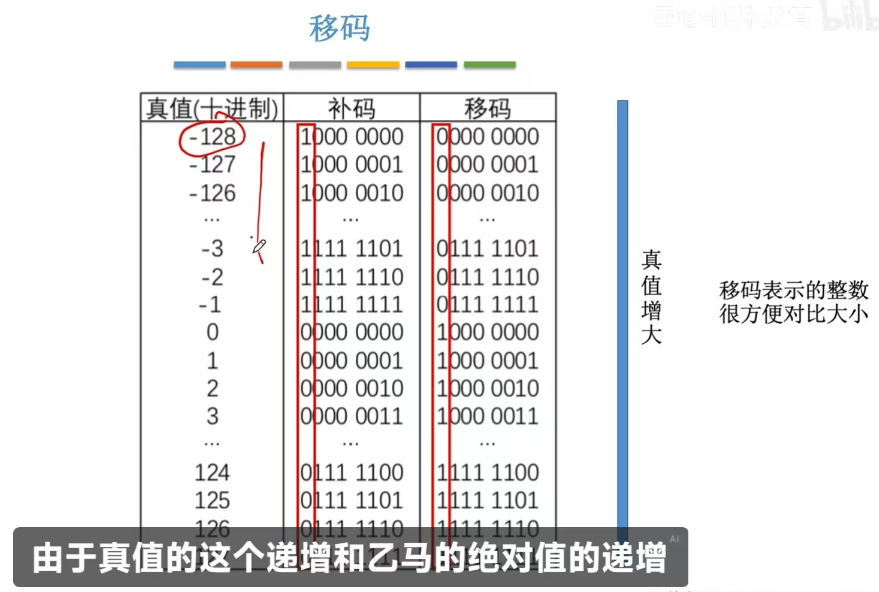 移码
真值(十进制) 补码 移码
-128 1000 0000 0000 0000
-127 1000 0001 0000 0001
-126 1000 0010 0000 0010
... ... ...
-3 1111 1101 0111 1101
-2 1111 1110 0111 1110
-1 1111 1111 0111 1111
0 0000 0000 1000 0000
1 0000 0001 1000 0001
2 0000 0010 1000 0010
3 0000 0011 1000 0011
... ... ...
124 0111 1100 1111 1100
125 0111 1101 1111 1101
126 0111 1110 1111 1110
真值增大
移码表示的整数
很方便对比大小
AI
由于真值的这个递增和乙马的绝对值的递增